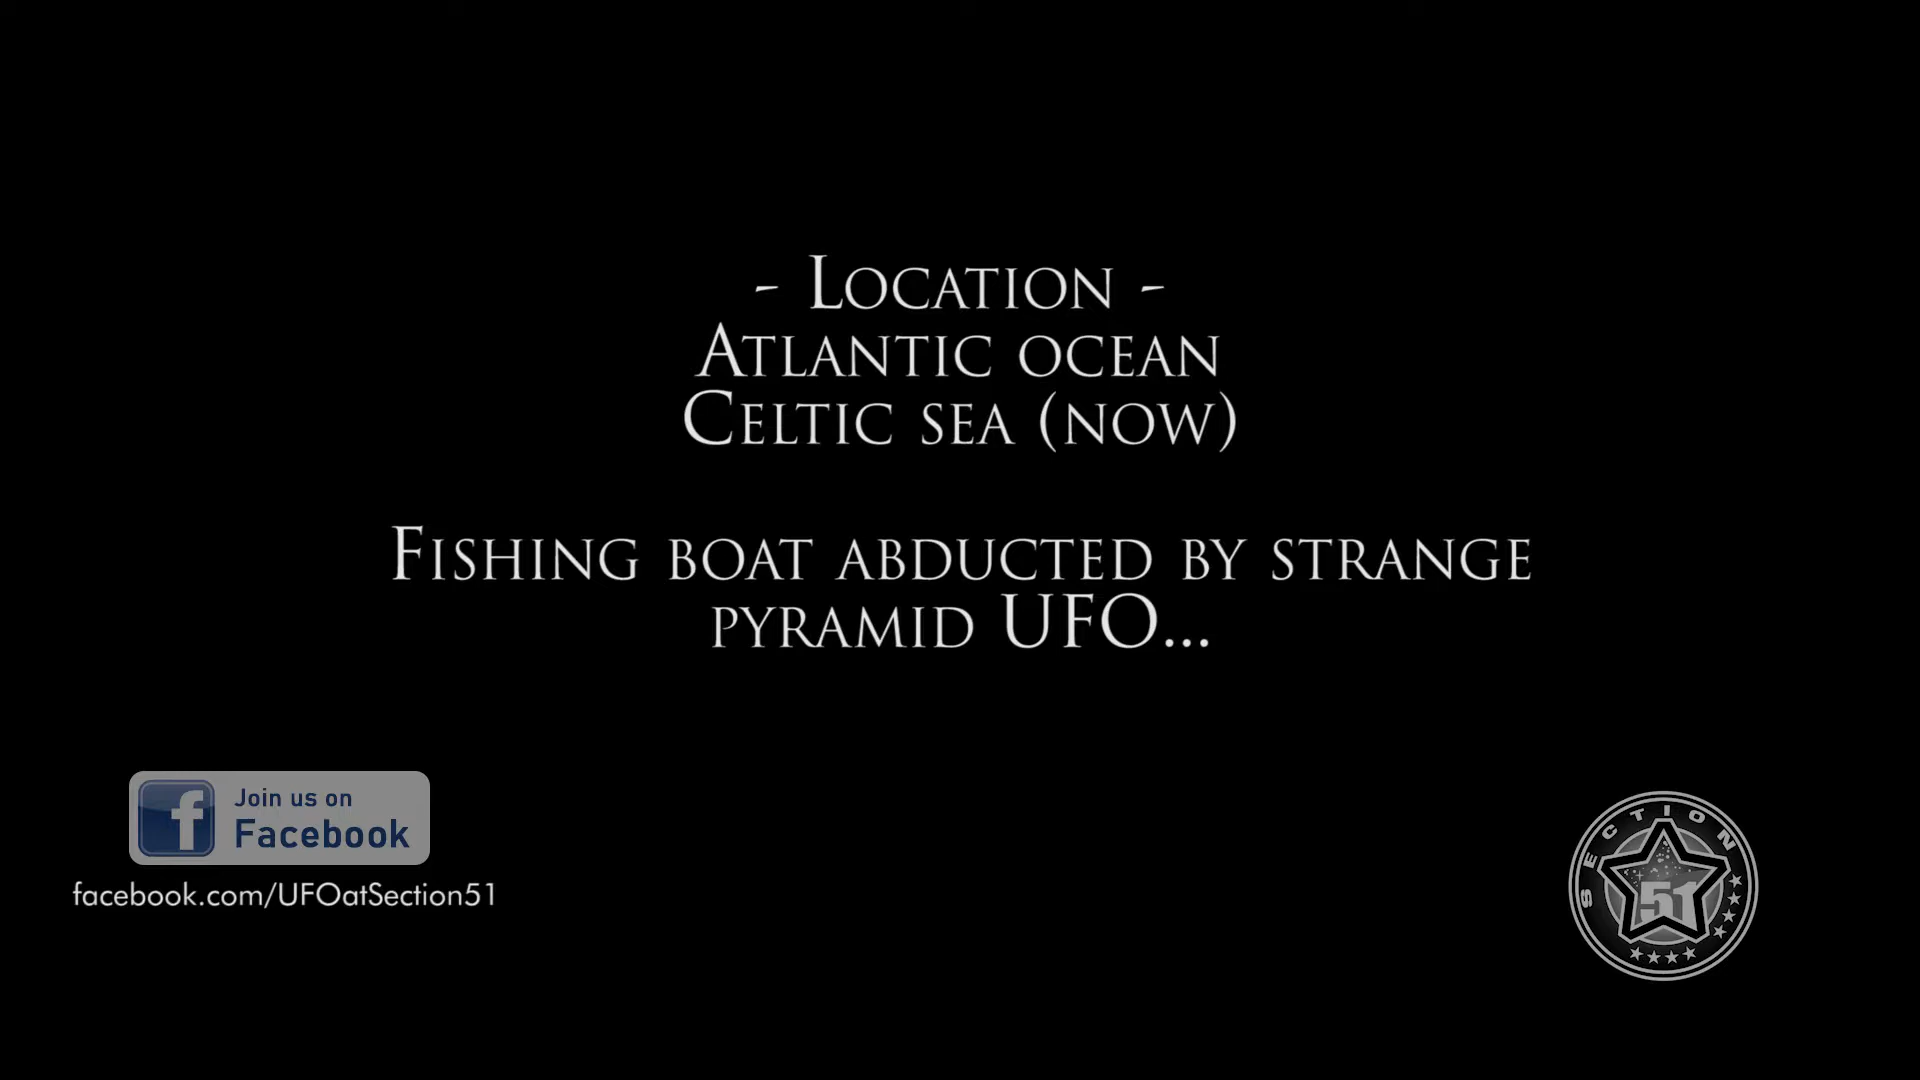 - Location -
Atlantic ocean
Celtic sea (now)
Fishing boat abducted by strange
pyramid UFO...
Join us on
Facebook
facebook.com/UFOatSection51
SECTION
51